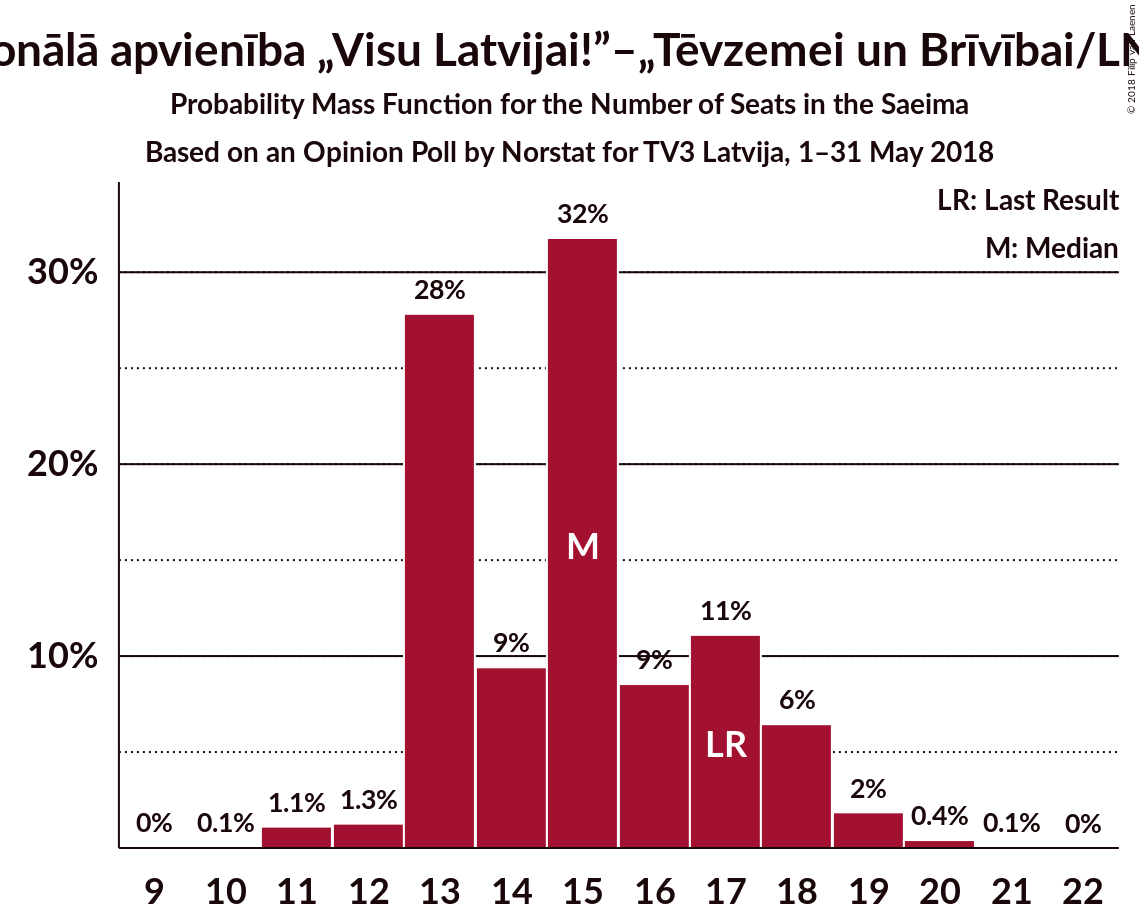 onālā apvienība „Visu Latvijai!”–„Tēvzemei un Brīvībai/LN
Probability Mass Function for the Number of Seats in the Saeima
Based on an Opinion Poll by Norstat for TV3 Latvija, 1–31 May 2018
© 2018 Filip van Laenen
LR: Last Result
M: Median
30%
20%
10%
0%
0.1%
1.1%
1.3%
28%
9%
32%
9%
11%
6%
2%
0.4%
0.1%
0%
M
LR
9 10 11 12 13 14 15 16 17 18 19 20 21 22